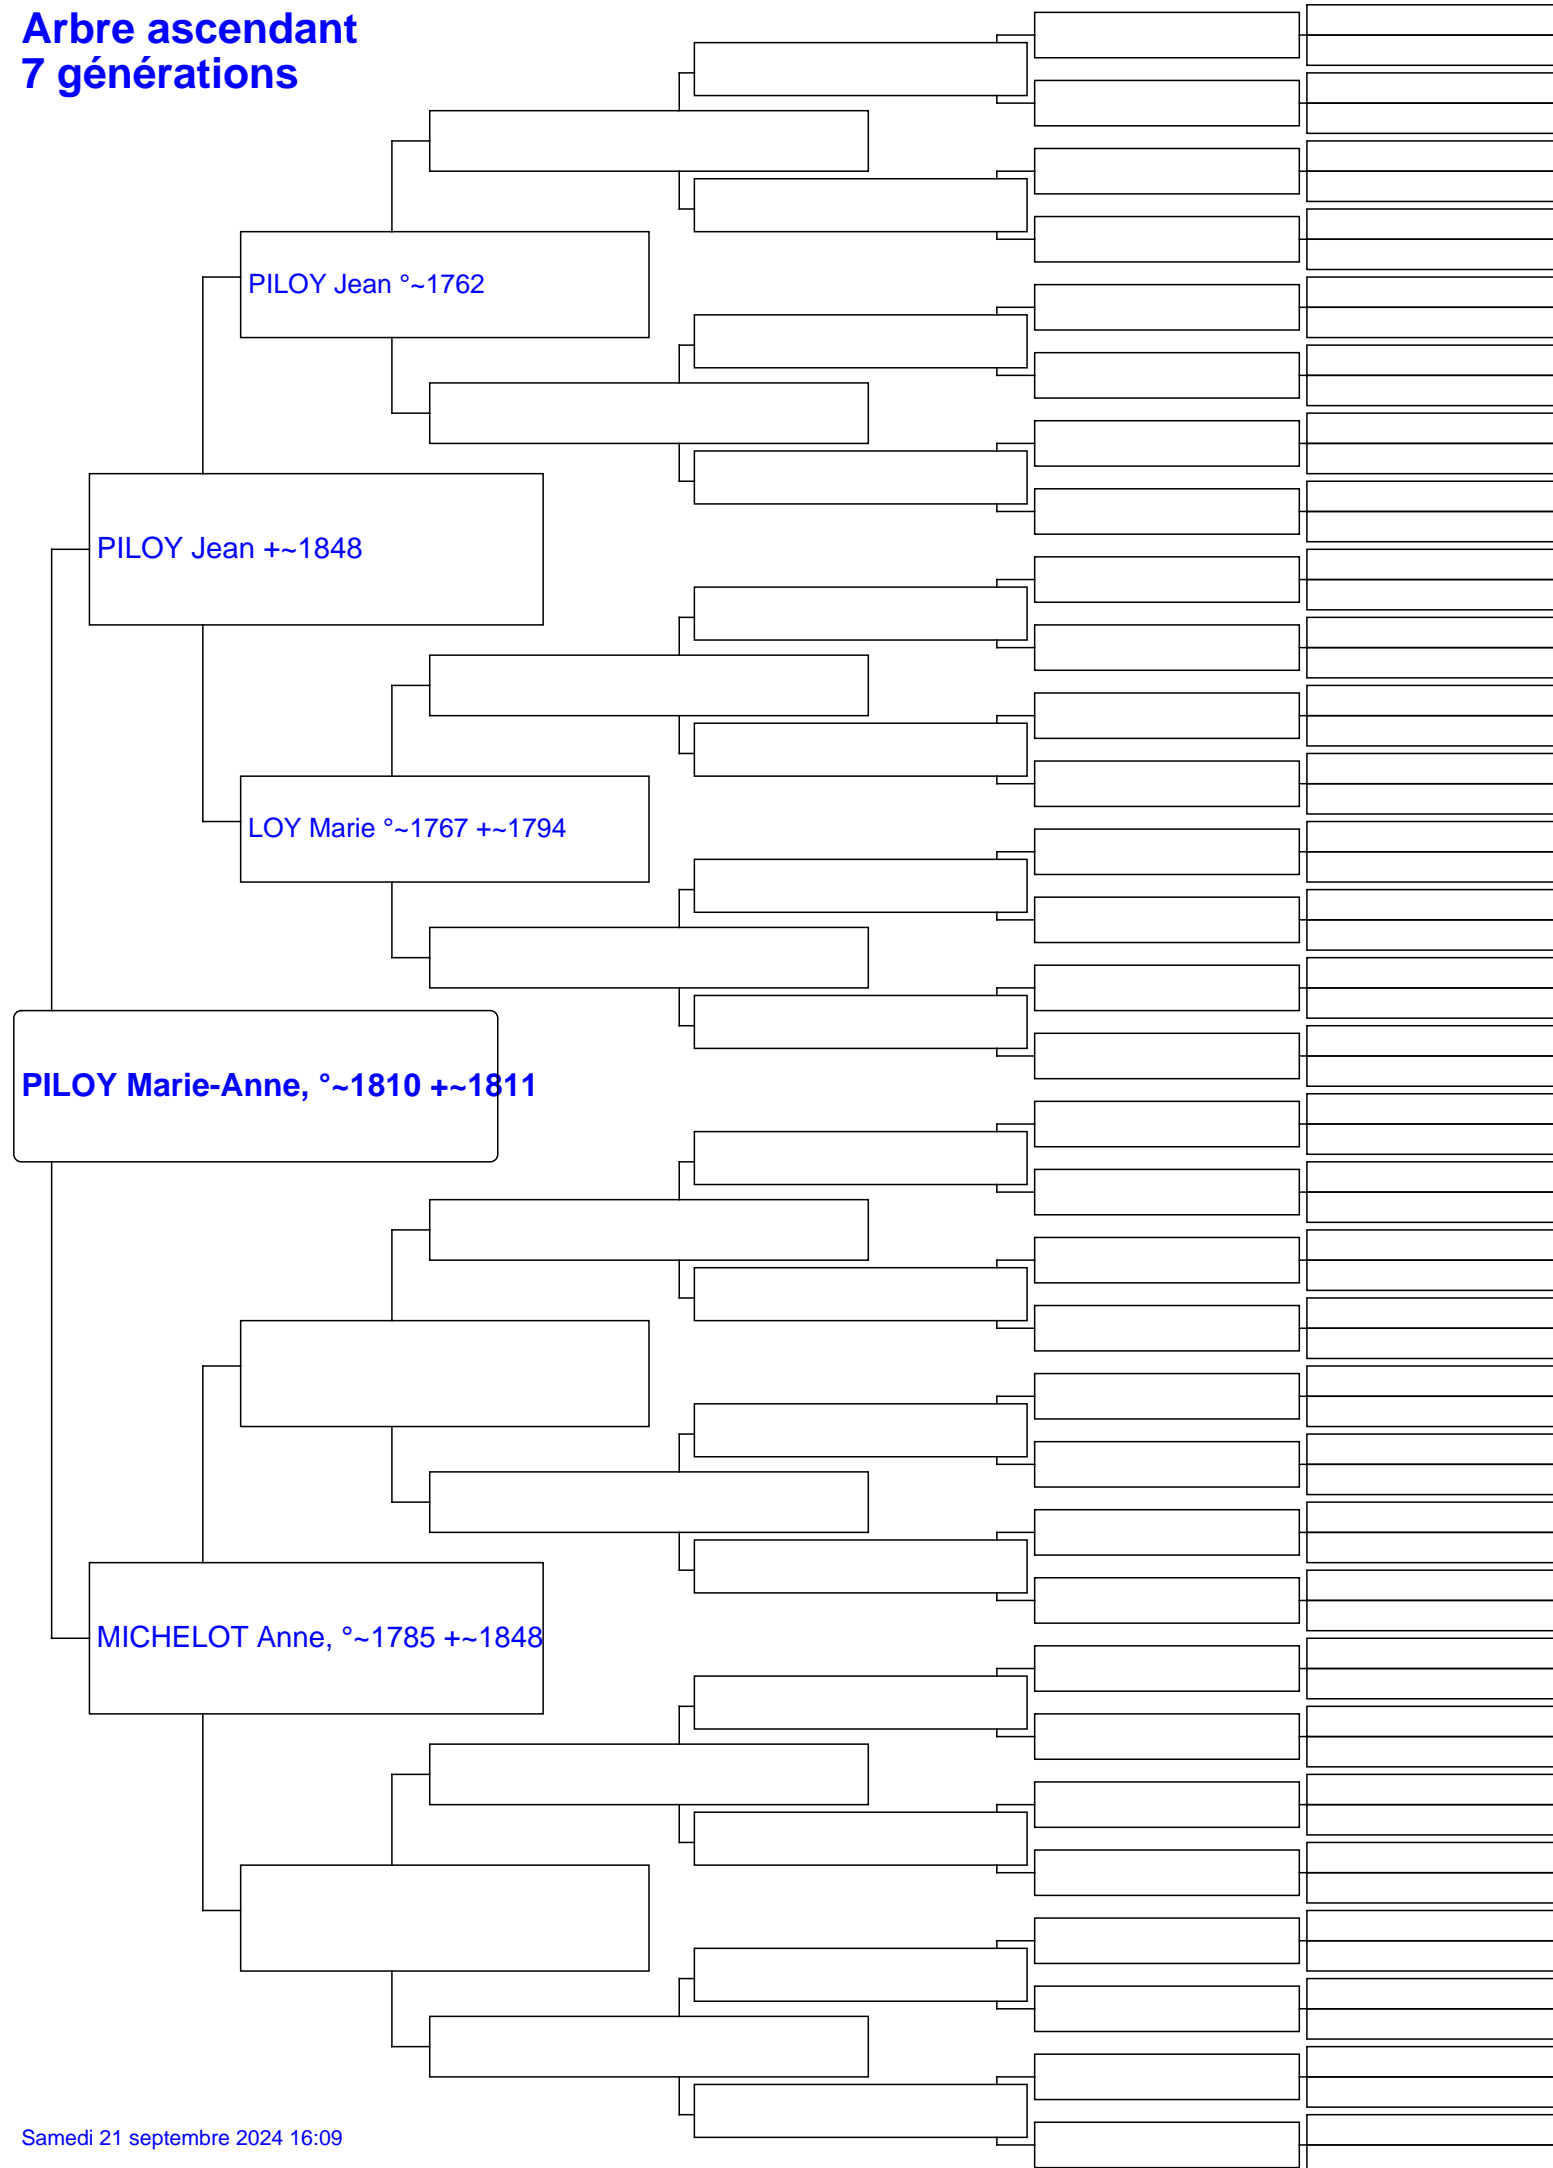 Arbre ascendant
7 générations
PILOY Jean °~1762
PILOY Jean +~1848
LOY Marie °~1767 +~1794
PILOY Marie-Anne, °~1810 +~1811
MICHELOT Anne, °~1785 +~1848
Samedi 21 septembre 2024 16:09